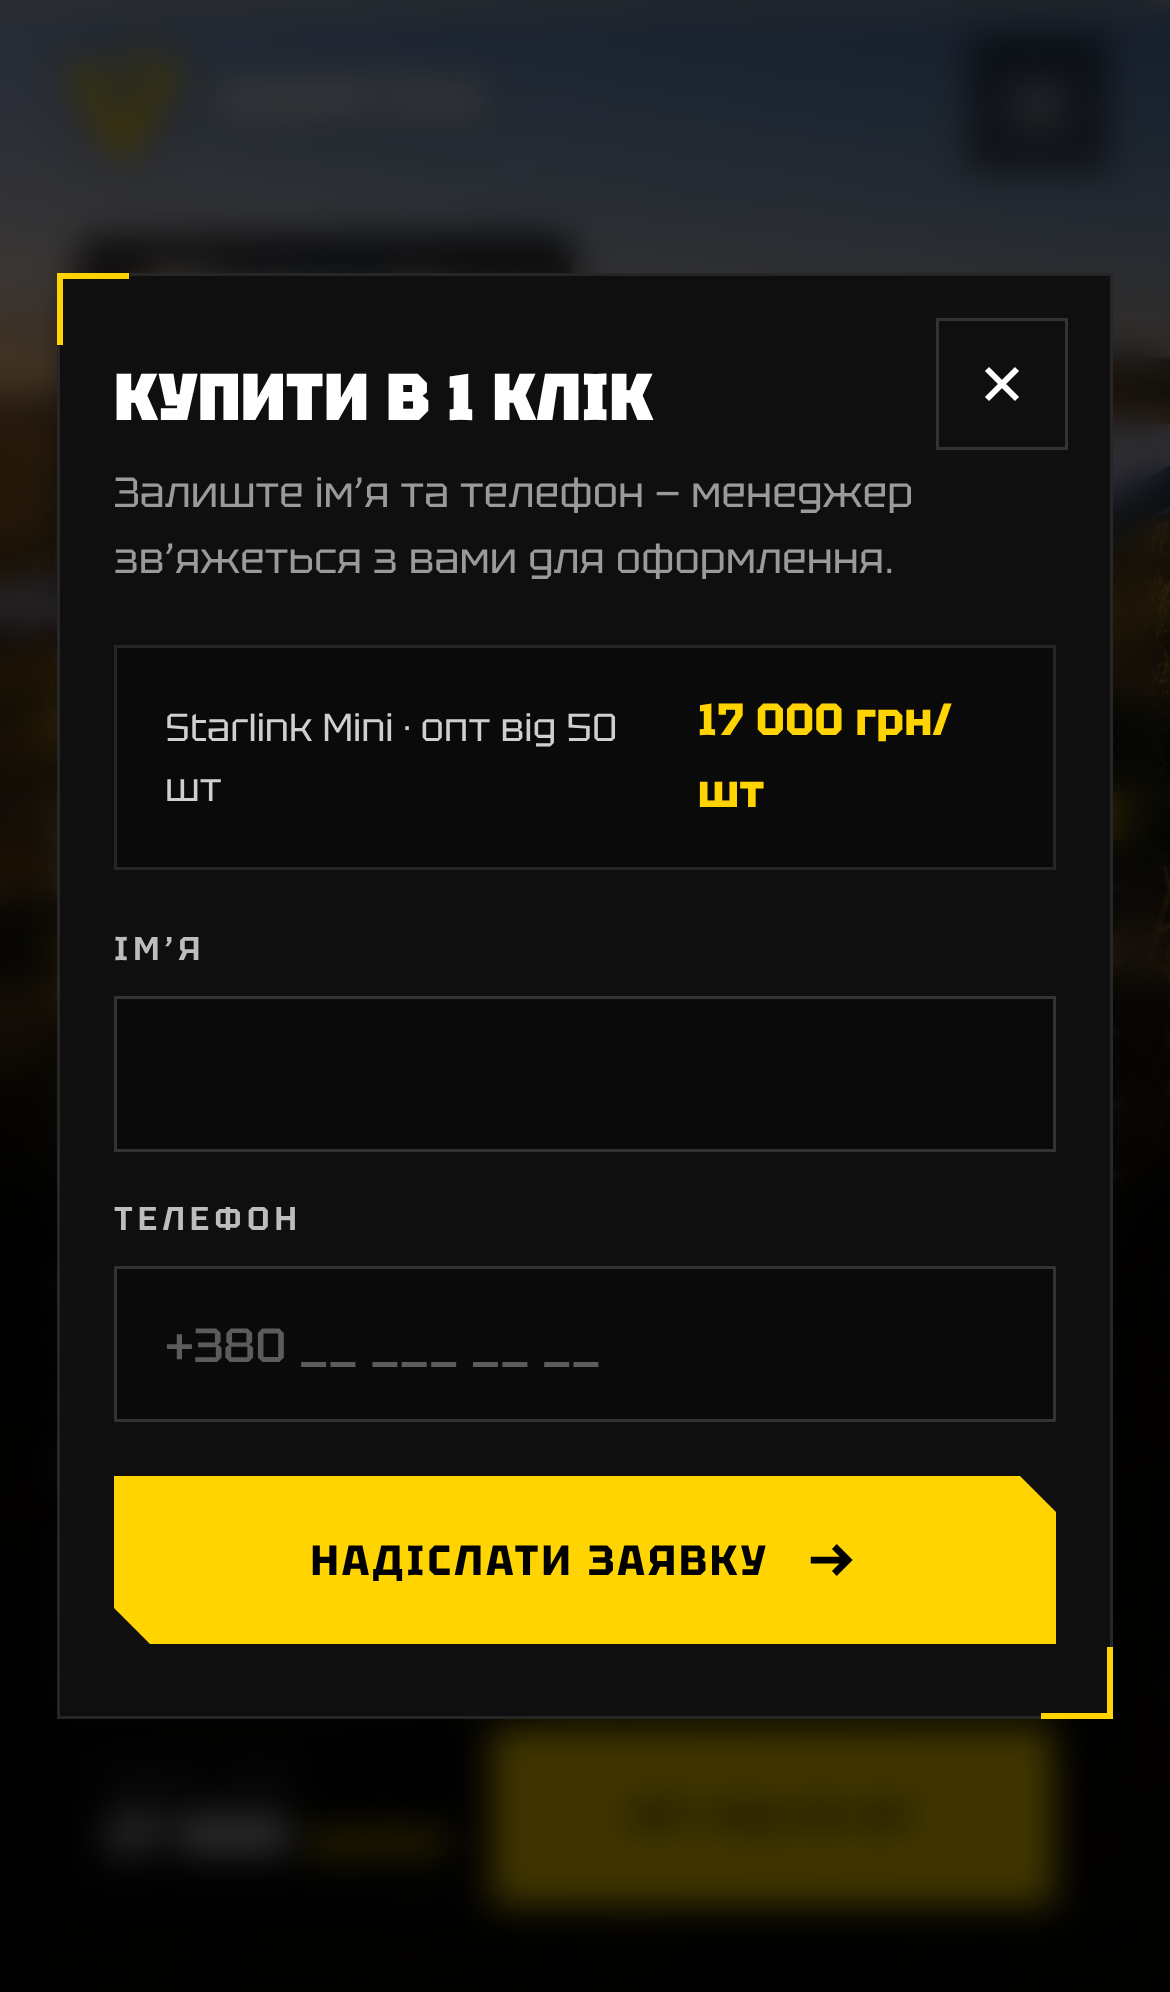 КУПИТИ В 1 КЛІК
Залиште ім’я та телефон – менеджер
зв’яжеться з вами для оформлення.
Starlink Mini · опт від 50
шт
17 000 грн/
шт
ІМ’Я
ТЕЛЕФОН
+380 __ ___ __ __
НАДІСЛАТИ ЗАЯВКУ →